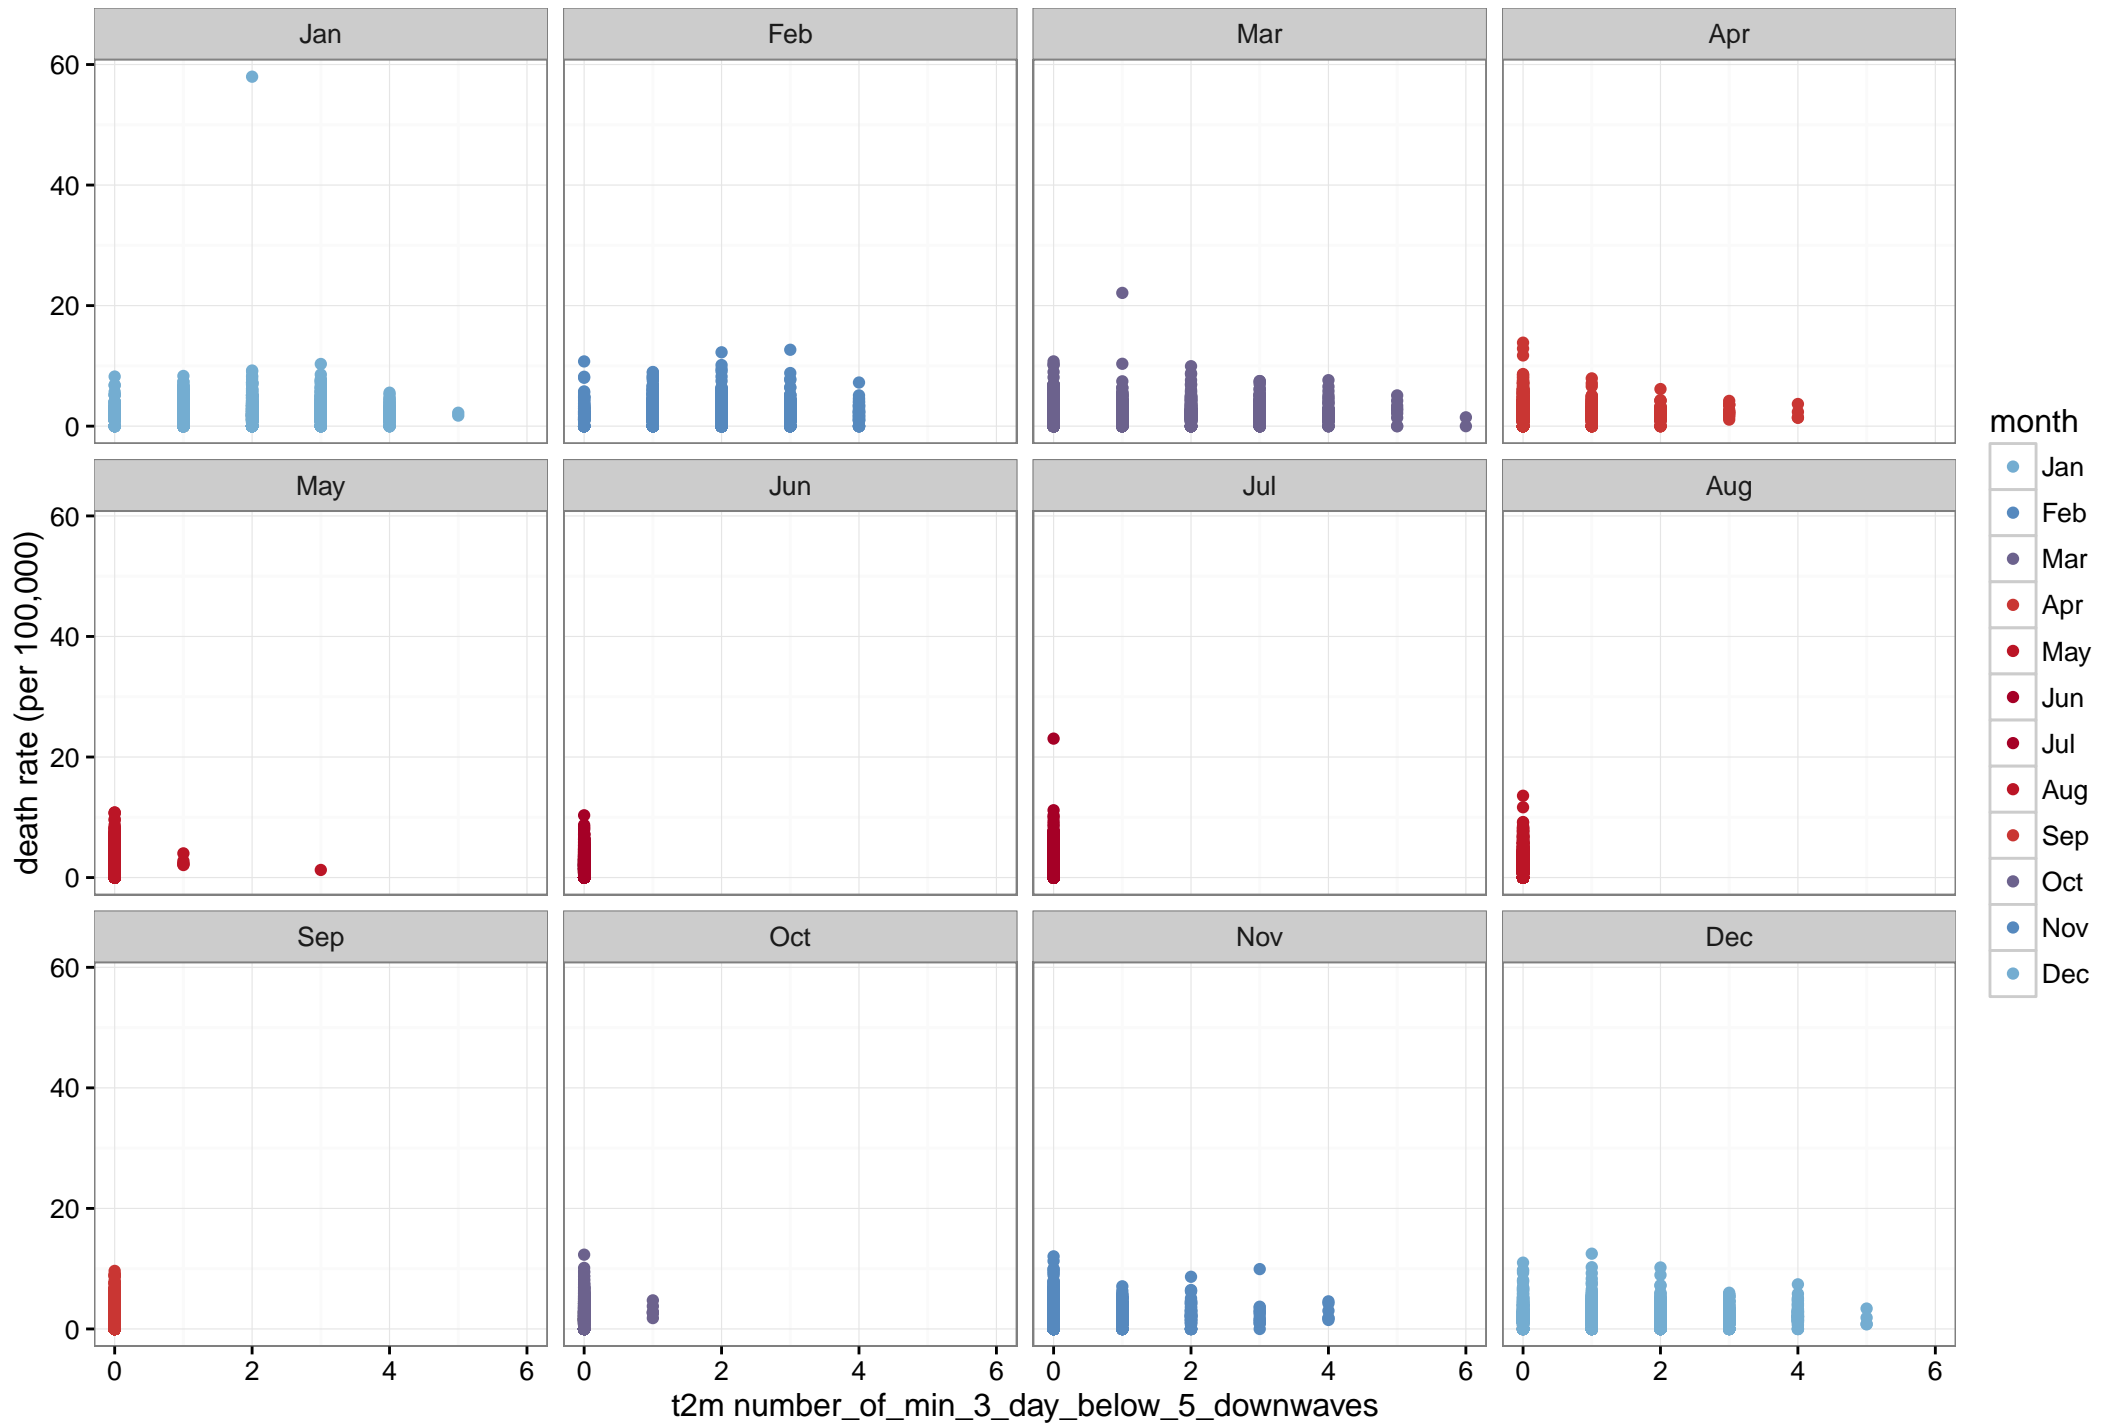 Jan Feb Mar Apr
60
40
20
0
May Jun Jul Aug
60
40
20
0
Sep Oct Nov Dec
60
40
20
0
0 2 4 6 0 2 4 6 0 2 4 6 0 2 4 6
t2m number_of_min_3_day_below_5_downwaves
death rate (per 100,000)
month
Jan
Feb
Mar
Apr
May
Jun
Jul
Aug
Sep
Oct
Nov
Dec